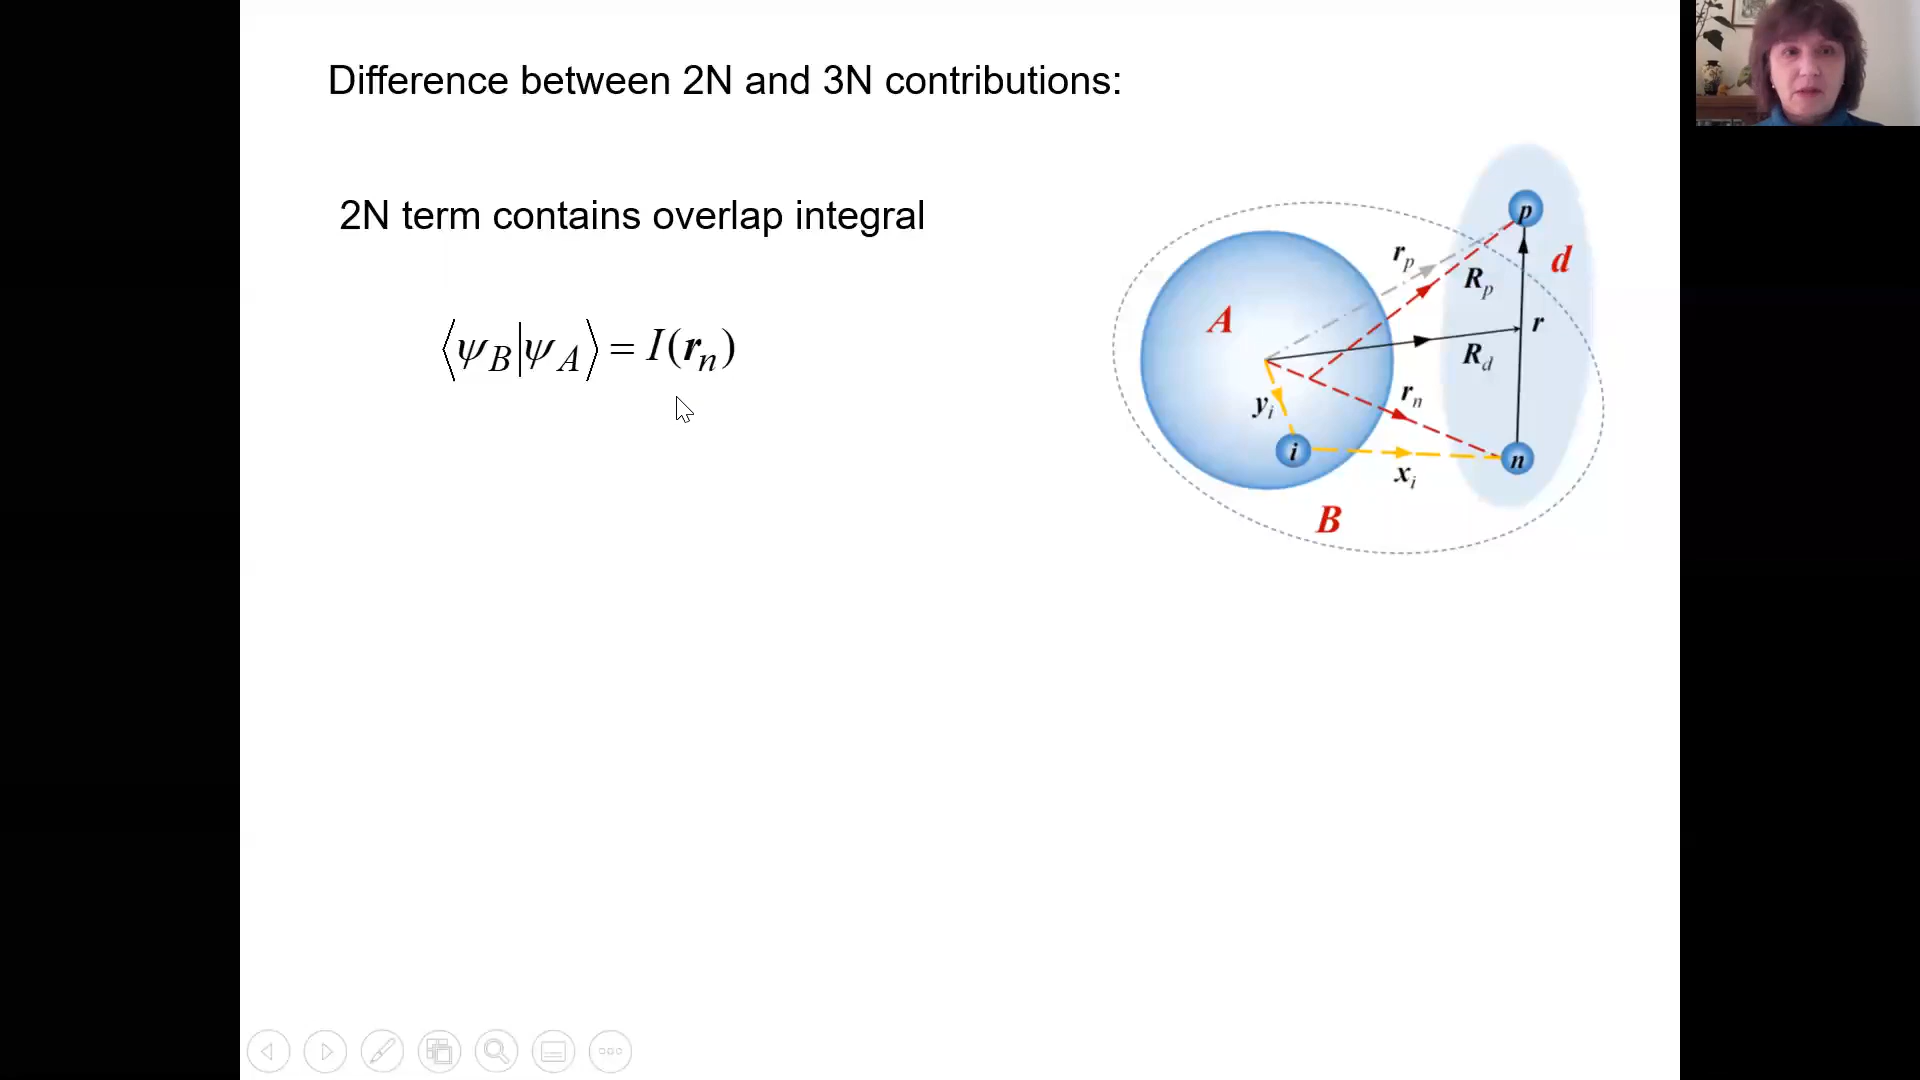 Difference between 2N and 3N contributions:
2N term contains overlap integral
⟨ψ_B|ψ_A⟩ = I(r_n)
p
d
r_p
R_p
A
r
R_d
r_n
y_i
i
x_i
n
B